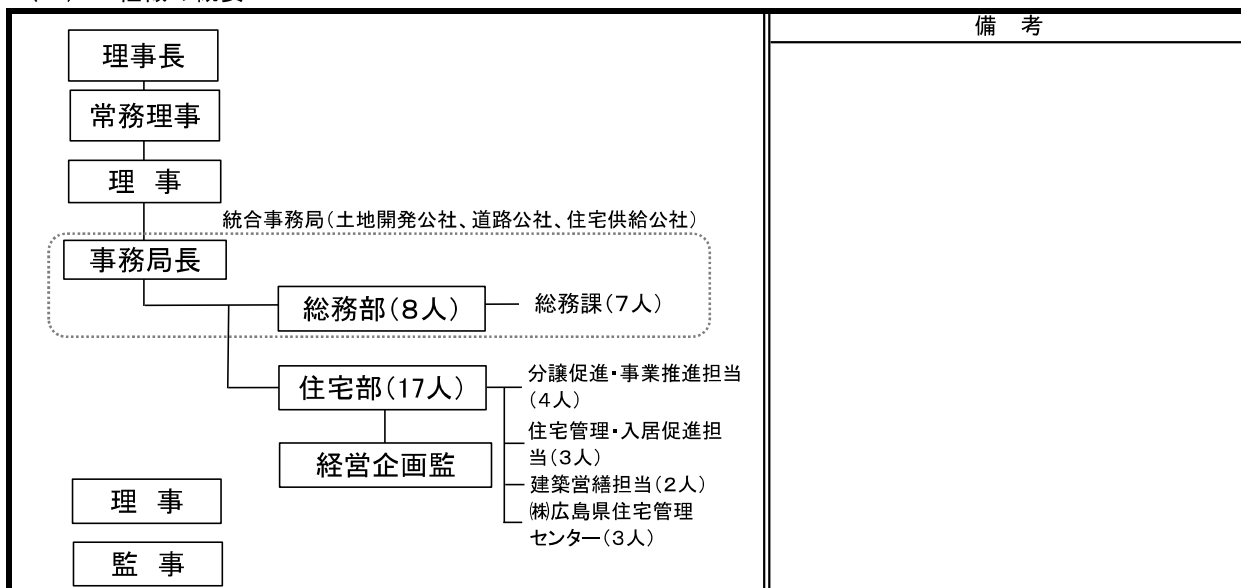 備 考
理事長
常務理事
理 事
統合事務局(土地開発公社、道路公社、住宅供給公社)
事務局長
総務部(8人)
総務課(7人)
住宅部(17人)
分譲促進・事業推進担当
(4人)
住宅管理・入居促進担
当(3人)
経営企画監
建築営繕担当(2人)
㈱広島県住宅管理
センター(3人)
理 事
監 事